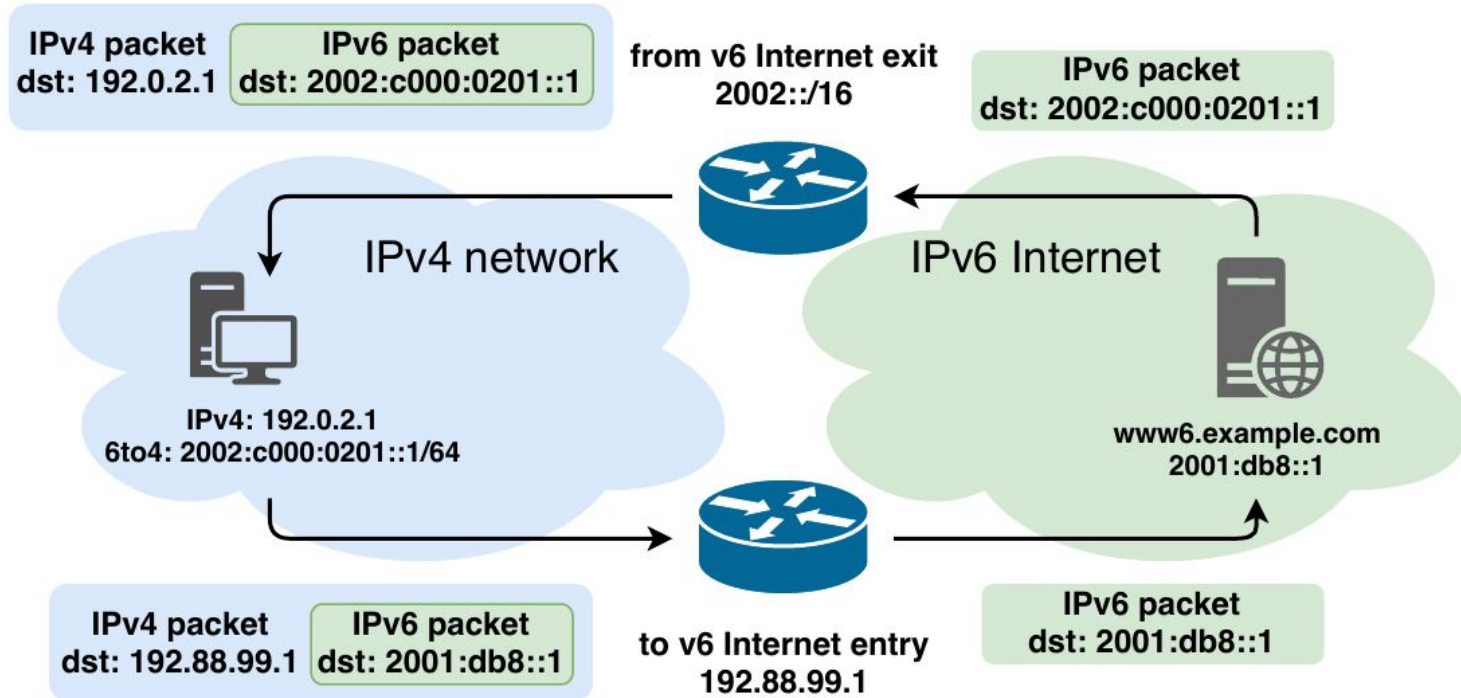 IPv4 packet
dst: 192.0.2.1
IPv6 packet
dst: 2002:c000:0201::1
from v6 Internet exit
2002::/16
IPv6 packet
dst: 2002:c000:0201::1
IPv4 network
IPv6 Internet
IPv4: 192.0.2.1
6to4: 2002:c000:0201::1/64
www6.example.com
2001:db8::1
IPv4 packet
dst: 192.88.99.1
IPv6 packet
dst: 2001:db8::1
to v6 Internet entry
192.88.99.1
IPv6 packet
dst: 2001:db8::1